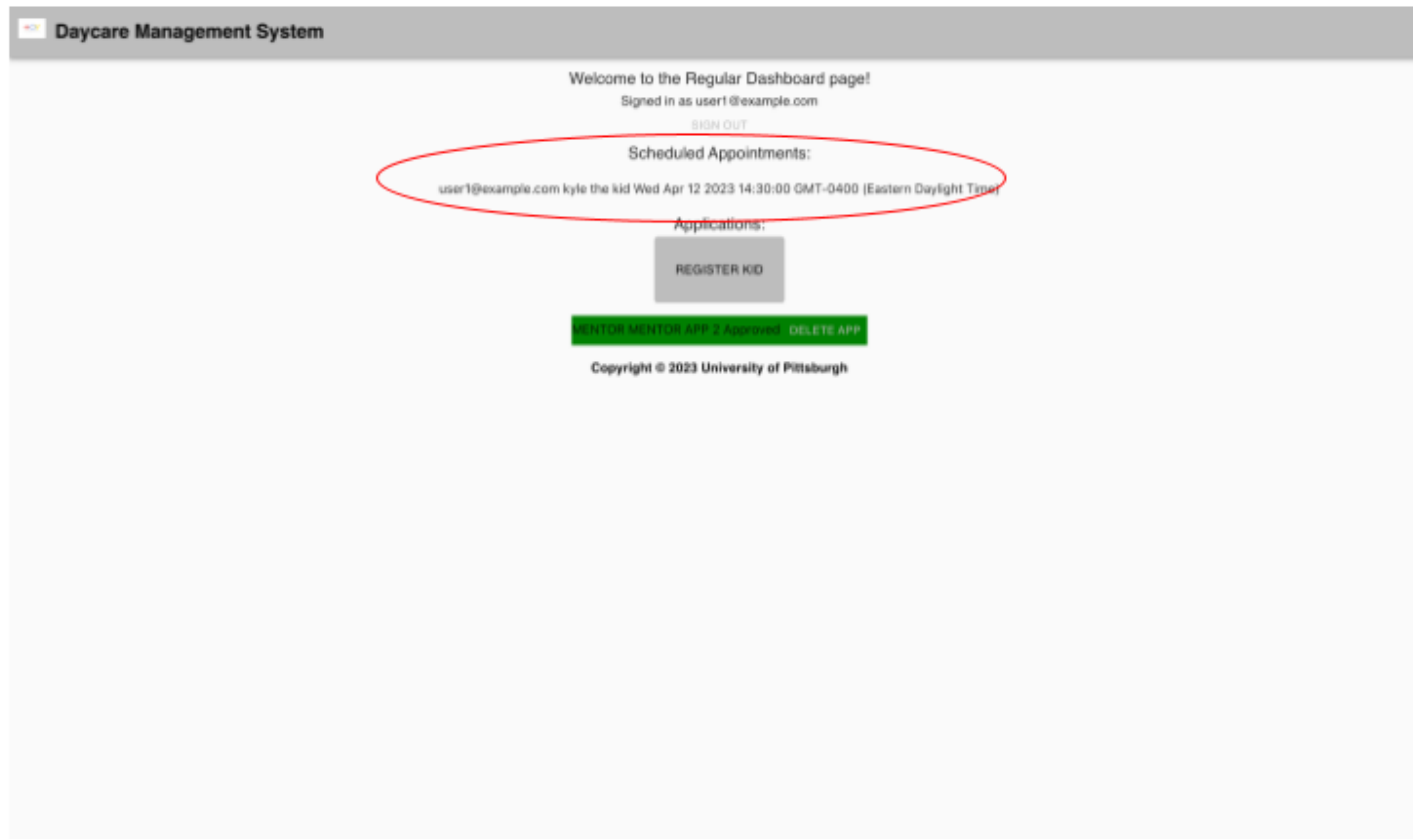 Daycare Management System
Welcome to the Regular Dashboard page!
Signed in as user1@example.com
SIGN OUT
Scheduled Appointments:
user1@example.com kyle the kid Wed Apr 12 2023 14:30:00 GMT-0400 (Eastern Daylight Time)
Applications:
REGISTER KID
MENTOR MENTOR APP 2 Approved DELETE APP
Copyright © 2023 University of Pittsburgh